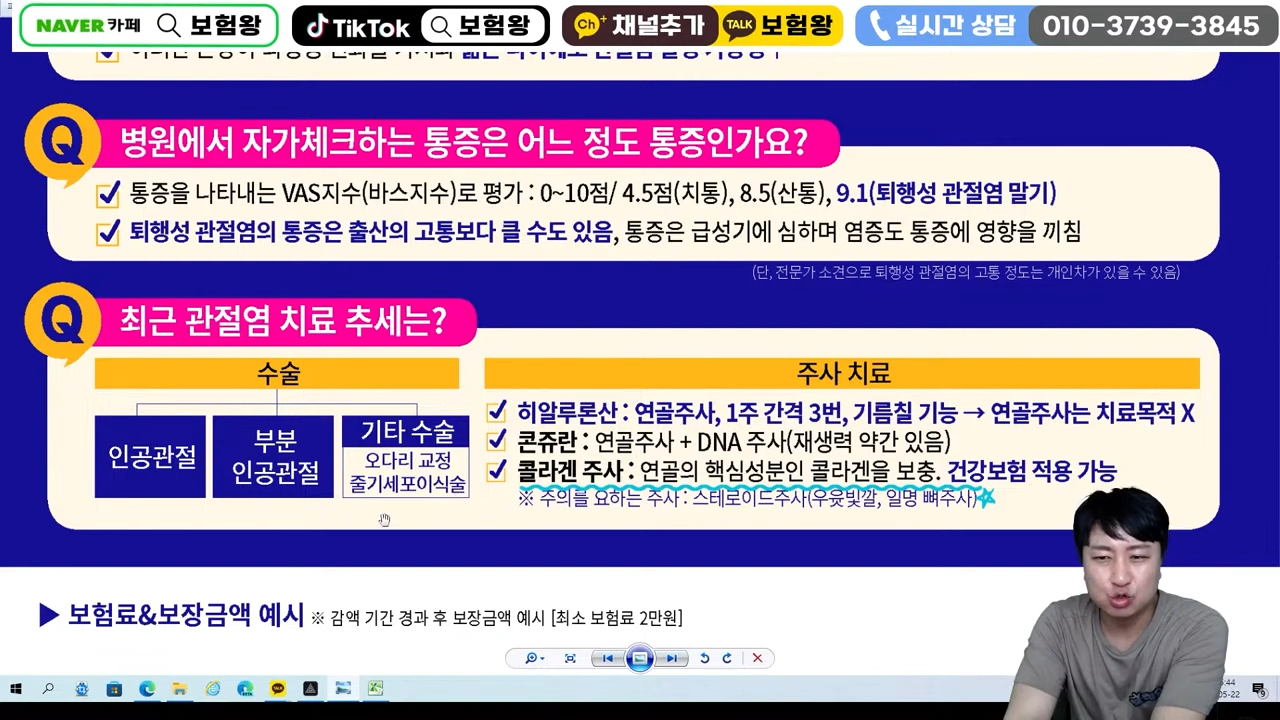 NAVER 카페 보험왕
TikTok 보험왕
Ch+ 채널추가 TALK 보험왕
실시간 상담 010-3739-3845
Q 병원에서 자가체크하는 통증은 어느 정도 통증인가요?
통증을 나타내는 VAS지수(바스지수)로 평가 : 0~10점/ 4.5점(치통), 8.5(산통), 9.1(퇴행성 관절염 말기)
퇴행성 관절염의 통증은 출산의 고통보다 클 수도 있음, 통증은 급성기에 심하며 염증도 통증에 영향을 끼침
(단, 전문가 소견으로 퇴행성 관절염의 고통 정도는 개인차가 있을 수 있음)
Q 최근 관절염 치료 추세는?
수술
인공관절
부분
인공관절
기타 수술
오다리 교정
줄기세포이식술
주사 치료
히알루론산 : 연골주사, 1주 간격 3번, 기름칠 기능 → 연골주사는 치료목적 X
콘쥬란 : 연골주사 + DNA 주사(재생력 약간 있음)
콜라겐 주사 : 연골의 핵심성분인 콜라겐을 보충. 건강보험 적용 가능
※ 주의를 요하는 주사 : 스테로이드주사(우윳빛깔, 일명 뼈주사)
▶ 보험료&보장금액 예시 ※ 감액 기간 경과 후 보장금액 예시 [최소 보험료 2만원]
:44
05-22